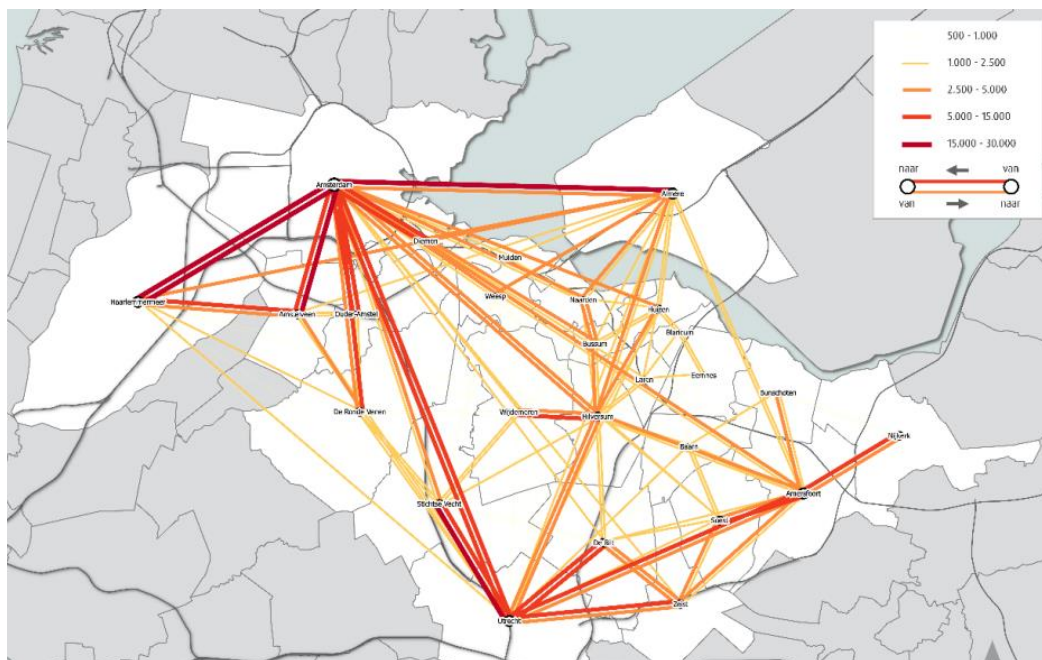 500 - 1.000
1.000 - 2.500
2.500 - 5.000
5.000 - 15.000
15.000 - 30.000
naar van
van naar
Amsterdam
Almere
Diemen
Muiden
Weesp
Naarden
Huizen
Haarlemmermeer
Amstelveen
Ouder-Amstel
Blaricum
Bussum
Laren
Eemnes
Bunschoten
De Ronde Venen
Wijdemeren
Hilversum
Nijkerk
Baarn
Amersfoort
Stichtse Vecht
Soest
De Bilt
Zeist
Utrecht